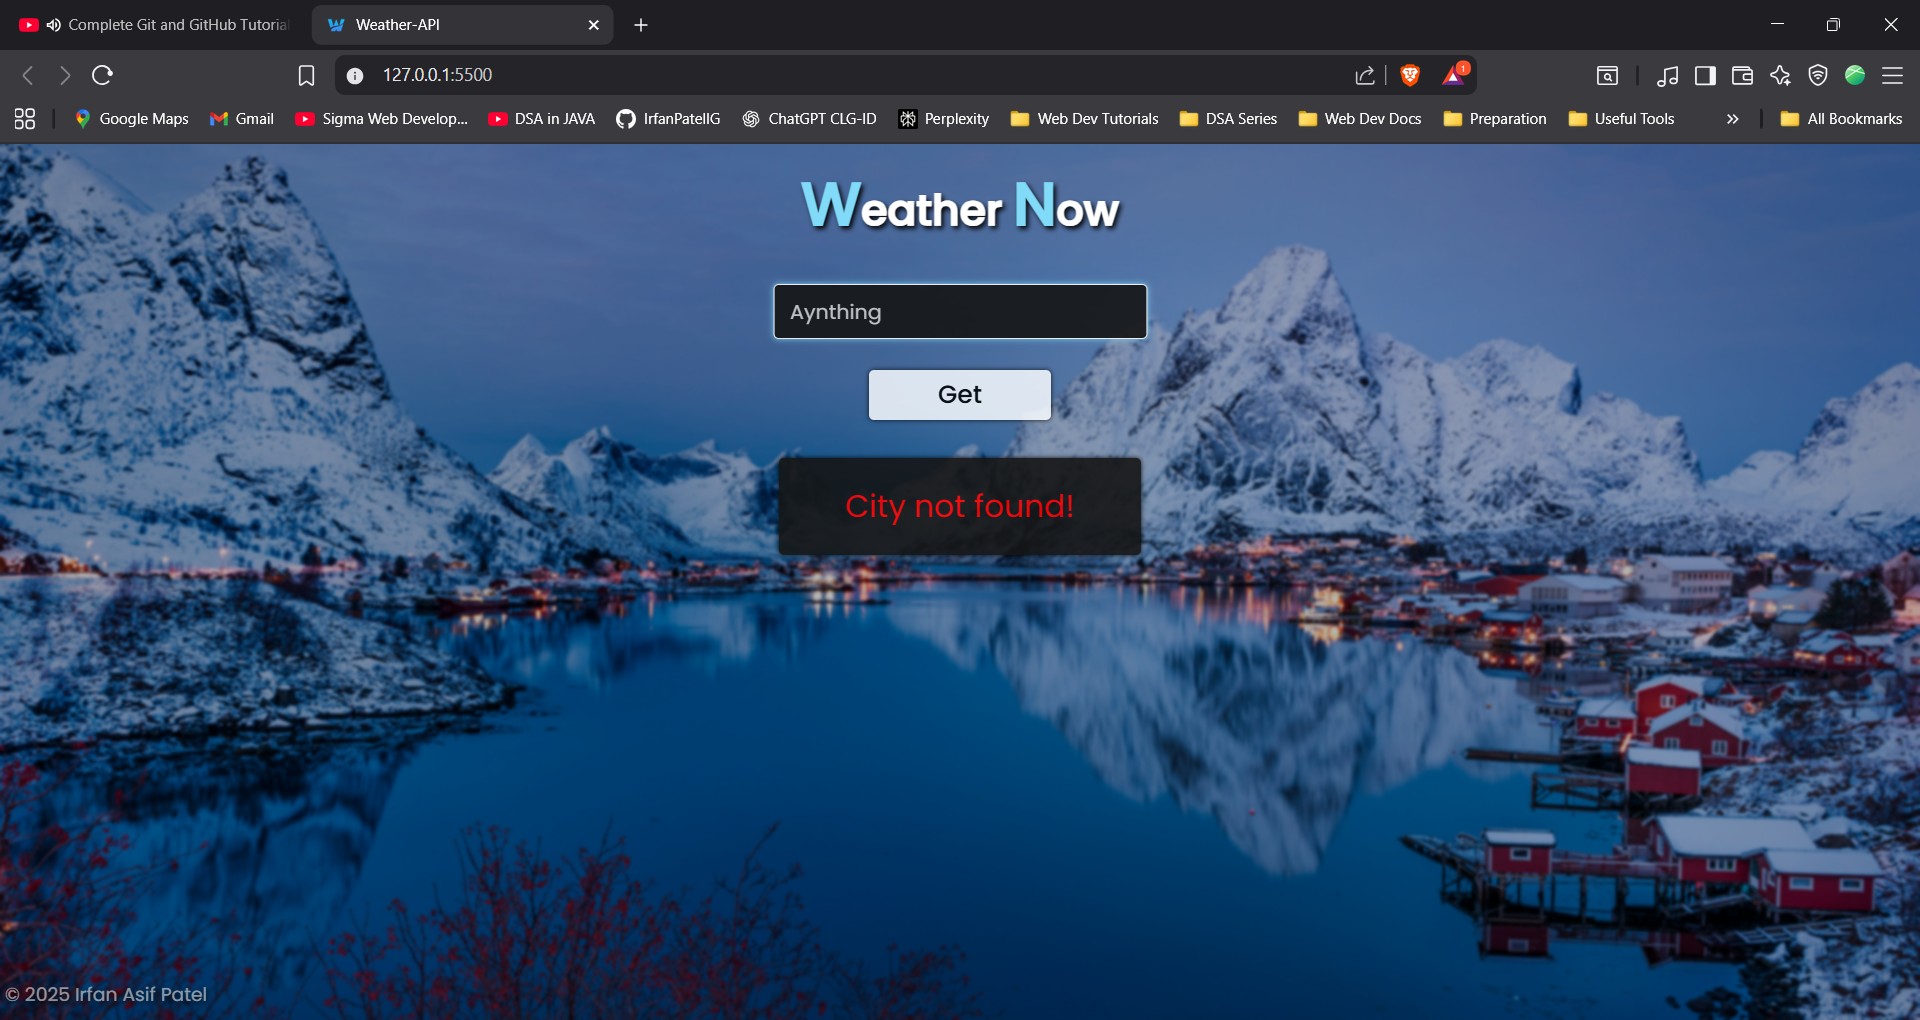 Complete Git and GitHub Tutorial
Weather-API
127.0.0.1:5500
1
Google Maps
Gmail
Sigma Web Develop...
DSA in JAVA
IrfanPatelIG
ChatGPT CLG-ID
Perplexity
Web Dev Tutorials
DSA Series
Web Dev Docs
Preparation
Useful Tools
All Bookmarks
Weather Now
Aynthing
Get
City not found!
© 2025 Irfan Asif Patel